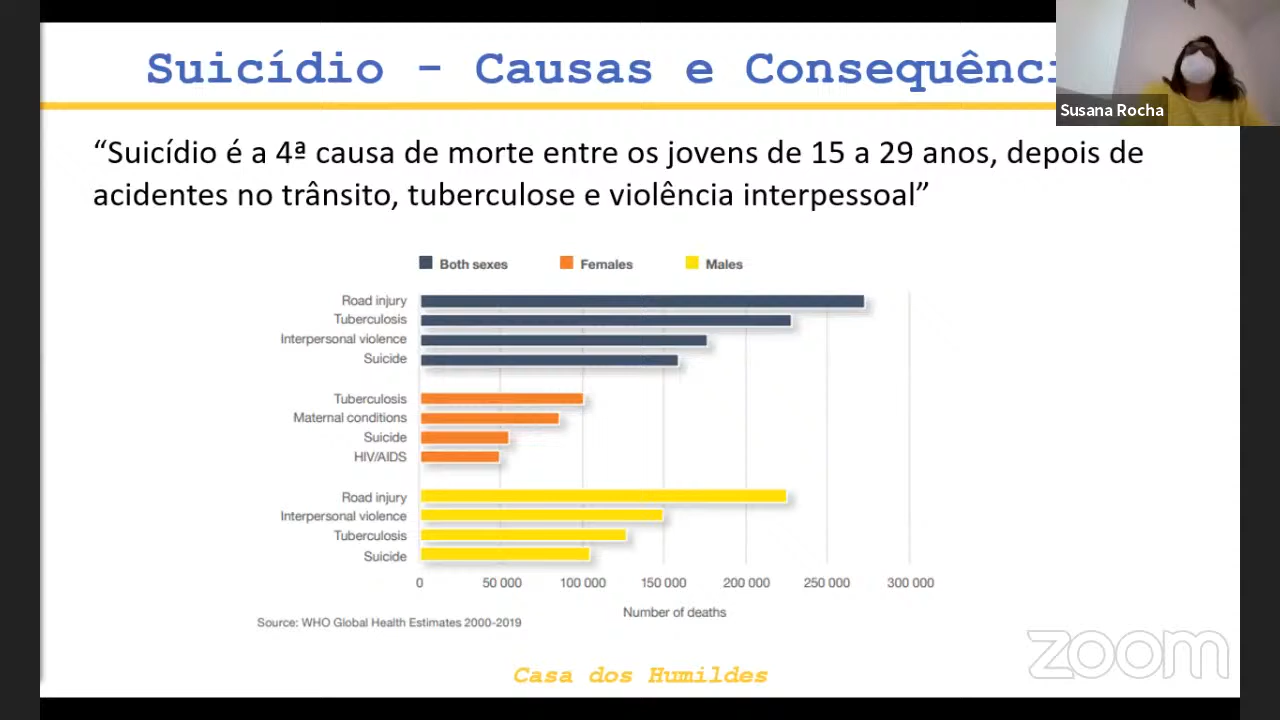 Suicídio - Causas e Consequênci
Susana Rocha
“Suicídio é a 4ª causa de morte entre os jovens de 15 a 29 anos, depois de
acidentes no trânsito, tuberculose e violência interpessoal”
Both sexes Females Males
Road injury
Tuberculosis
Interpersonal violence
Suicide
Tuberculosis
Maternal conditions
Suicide
HIV/AIDS
Road injury
Interpersonal violence
Tuberculosis
Suicide
0 50 000 100 000 150 000 200 000 250 000 300 000
Number of deaths
Source: WHO Global Health Estimates 2000-2019
Casa dos Humildes
zoom